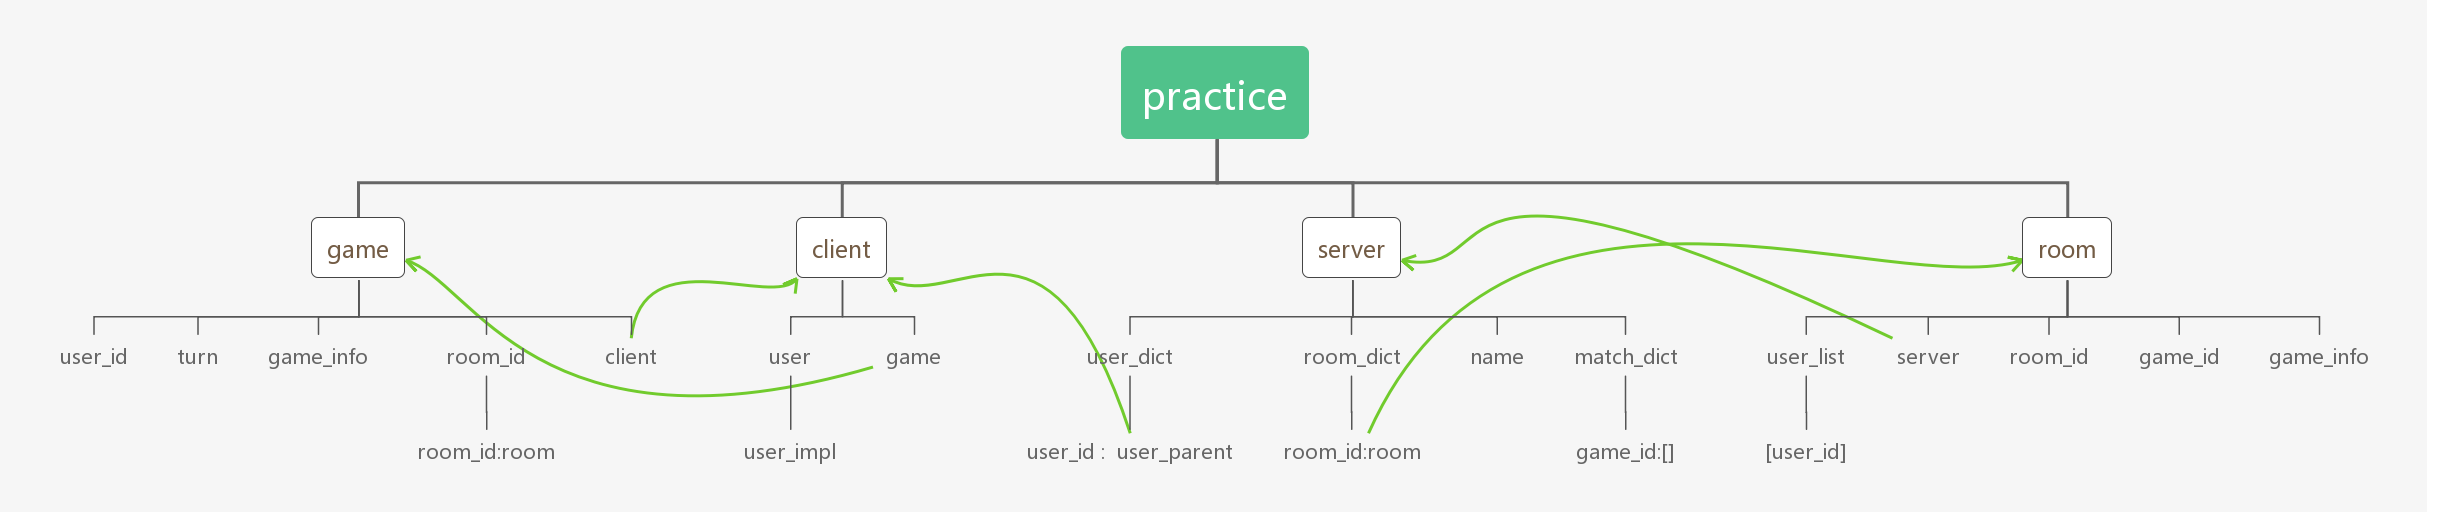 practice
game
client
server
room
user_id
turn
game_info
room_id
client
user
game
user_dict
room_dict
name
match_dict
user_list
server
room_id
game_id
game_info
room_id:room
user_impl
user_id :  user_parent
room_id:room
game_id:[]
[user_id]